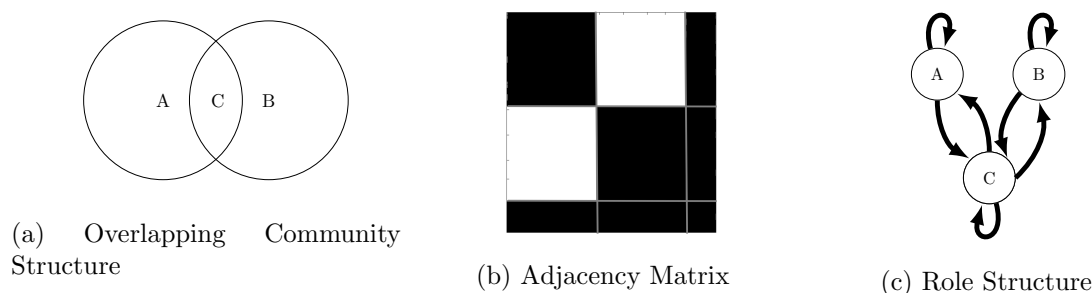 A C B
(a) Overlapping Community
Structure
(b) Adjacency Matrix
A B
C
(c) Role Structure